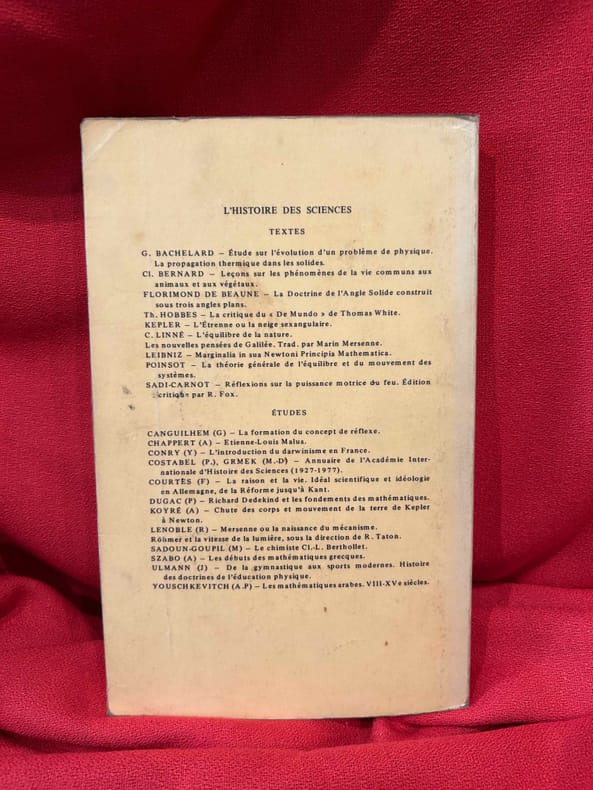 L'HISTOIRE DES SCIENCES
TEXTES
G. BACHELARD – Étude sur l'évolution d'un problème de physique.
La propagation thermique dans les solides.
Cl. BERNARD – Leçons sur les phénomènes de la vie communs aux
animaux et aux végétaux.
FLORIMOND DE BEAUNE – La Doctrine de l'Angle Solide construit
sous trois angles plans.
Th. HOBBES – La critique du « De Mundo » de Thomas White.
KEPLER – L'Étrenne ou la neige sexangulaire.
C. LINNÉ – L'équilibre de la nature.
Les nouvelles pensées de Galilée. Trad. par Marin Mersenne.
LEIBNIZ – Marginalia in sua Newtoni Principia Mathematica.
POINSOT – La théorie générale de l'équilibre et du mouvement des
systèmes.
SADI-CARNOT – Réflexions sur la puissance motrice du feu. Édition
critique par R. Fox.
ÉTUDES
CANGUILHEM (G) – La formation du concept de réflexe.
CHAPPERT (A) – Etienne-Louis Malus.
CONRY (Y) – L'introduction du darwinisme en France.
COSTABEL (P.), GRMEK (M.-D) – Annuaire de l'Académie Inter-
nationale d'Histoire des Sciences (1927-1977).
COURTÈS (F) – La raison et la vie. Idéal scientifique et idéologie
en Allemagne, de la Réforme jusqu'à Kant.
DUGAC (P) – Richard Dedekind et les fondements des mathématiques.
KOYRÉ (A) – Chute des corps et mouvement de la terre de Kepler
à Newton.
LENOBLE (R) – Mersenne ou la naissance du mécanisme.
Röhmer et la vitesse de la lumière, sous la direction de R. Taton.
SADOUN-GOUPIL (M) – Le chimiste Cl.-L. Berthollet.
SZABO (A) – Les débuts des mathématiques grecques.
ULMANN (J) – De la gymnastique aux sports modernes. Histoire
des doctrines de l'éducation physique.
YOUSCHKEVITCH (A.P) – Les mathématiques arabes. VIII-XVe siècles.